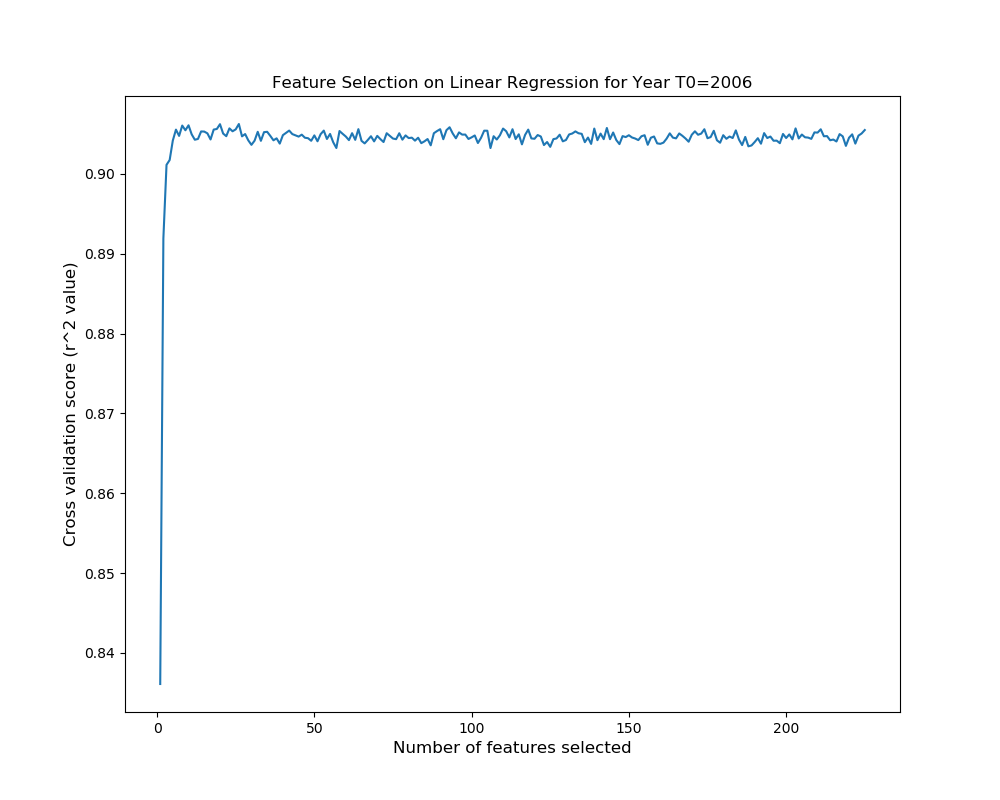 Feature Selection on Linear Regression for Year T0=2006
0.90
0.89
0.88
0.87
0.86
0.85
0.84
Cross validation score (r^2 value)
0 50 100 150 200
Number of features selected